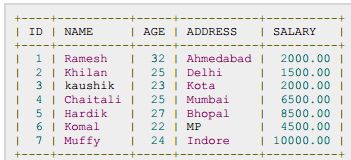 +----+----------+-----+-----------+----------+
| ID | NAME     | AGE | ADDRESS   | SALARY   |
+----+----------+-----+-----------+----------+
|  1 | Ramesh   |  32 | Ahmedabad |  2000.00 |
|  2 | Khilan   |  25 | Delhi     |  1500.00 |
|  3 | kaushik  |  23 | Kota      |  2000.00 |
|  4 | Chaitali |  25 | Mumbai    |  6500.00 |
|  5 | Hardik   |  27 | Bhopal    |  8500.00 |
|  6 | Komal    |  22 | MP        |  4500.00 |
|  7 | Muffy    |  24 | Indore    | 10000.00 |
+----+----------+-----+-----------+----------+